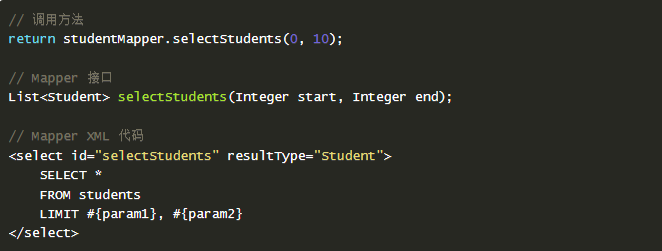 // 调用方法
return studentMapper.selectStudents(0, 10);
// Mapper 接口
List<Student> selectStudents(Integer start, Integer end);
// Mapper XML 代码
<select id="selectStudents" resultType="Student">
SELECT *
FROM students
LIMIT #{param1}, #{param2}
</select>